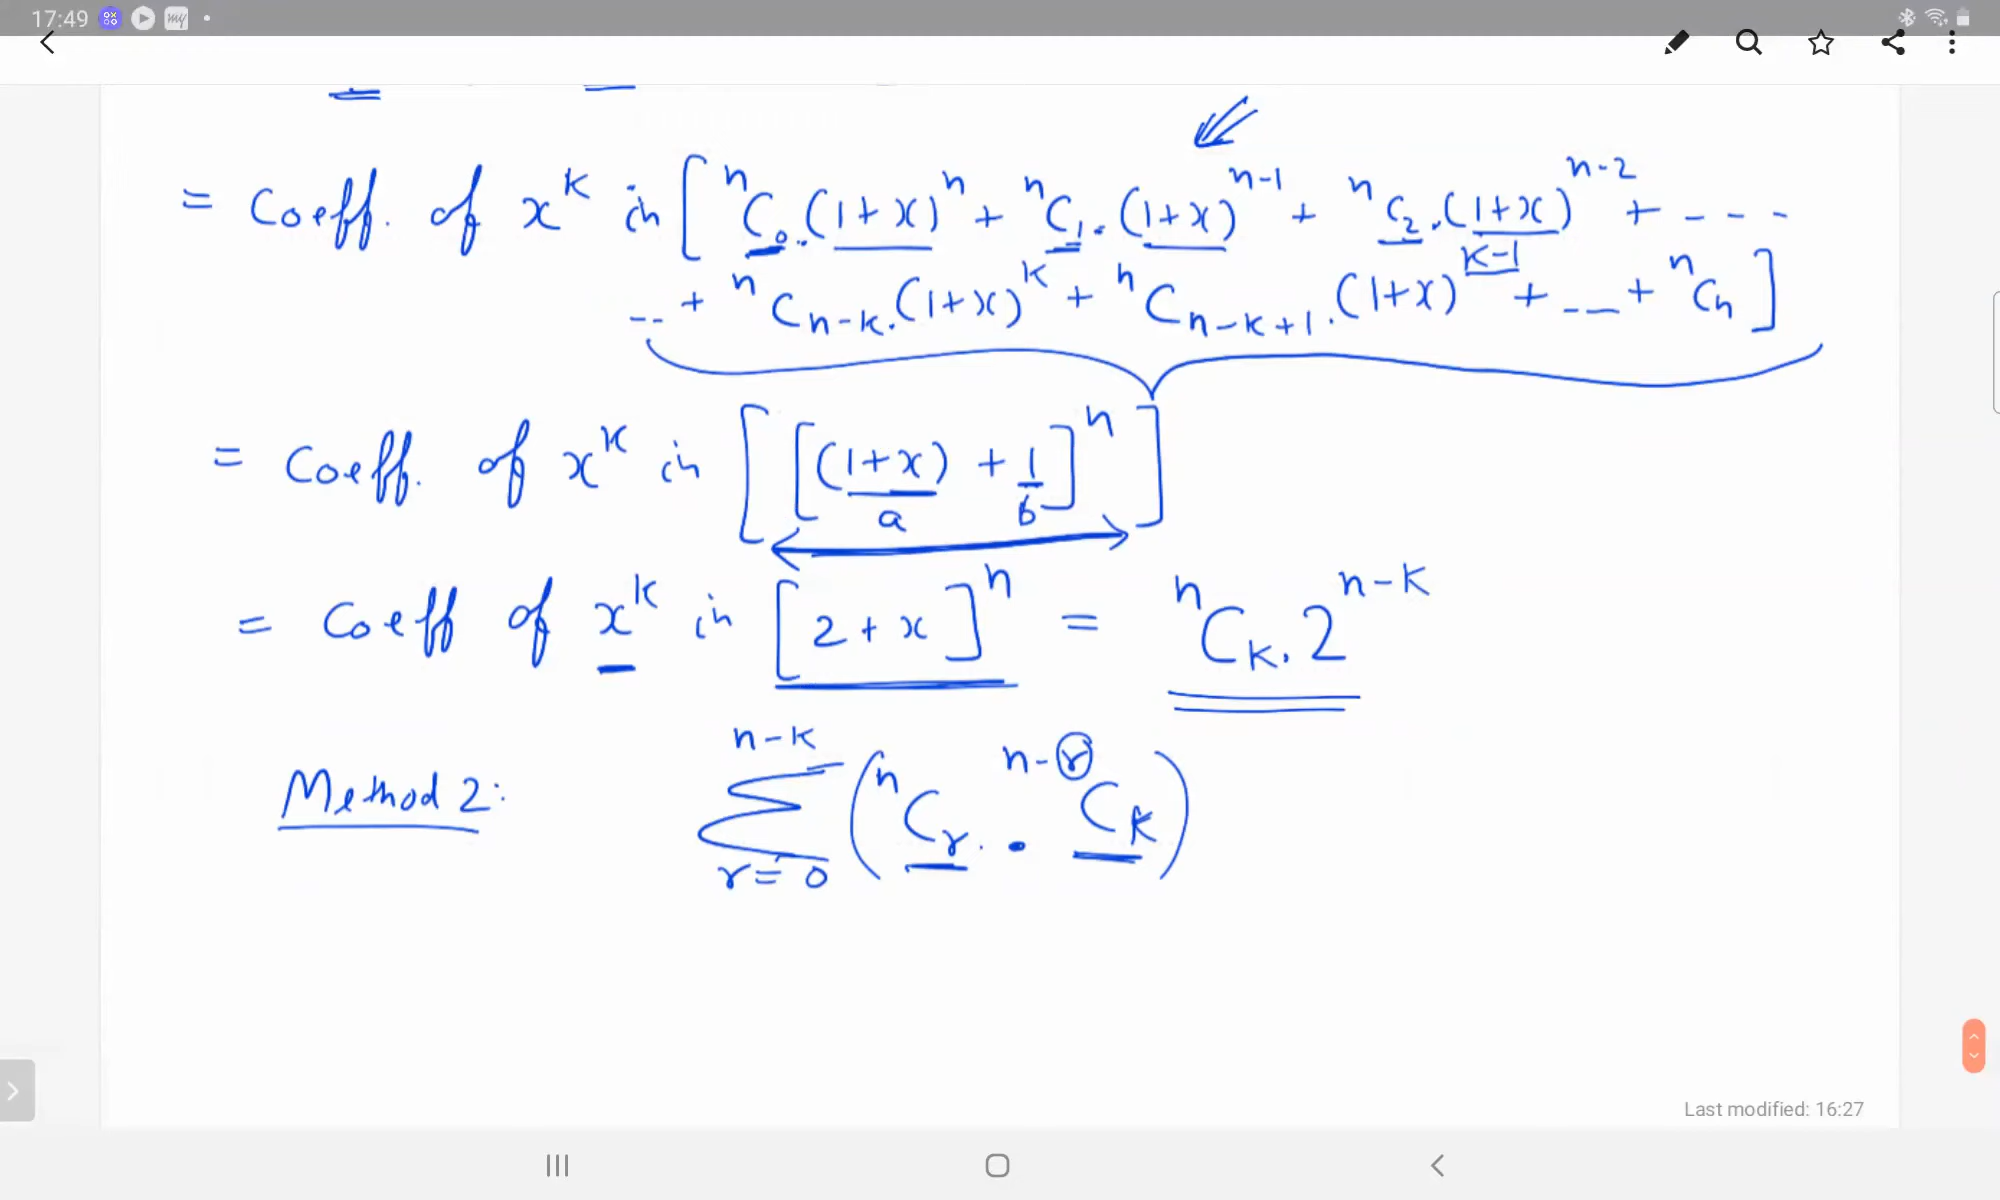 17:49
= Coeff. of x^k in [ ^nC_0.(1+x)^n + ^nC_1.(1+x)^{n-1} + ^nC_2.(1+x)^{n-2} + ----
--+ ^nC_{n-k}.(1+x)^k + ^nC_{n-k+1}.(1+x)^{k-1} + --- + ^nC_n ]
= Coeff. of x^k in [ [(1+x) + 1]^n ]
a b
= Coeff of x^k in [2+x]^n = ^nC_k. 2^{n-k}
Method 2: \sum_{r=0}^{n-k} ( ^nC_r . ^{n-r}C_k )
Last modified: 16:27